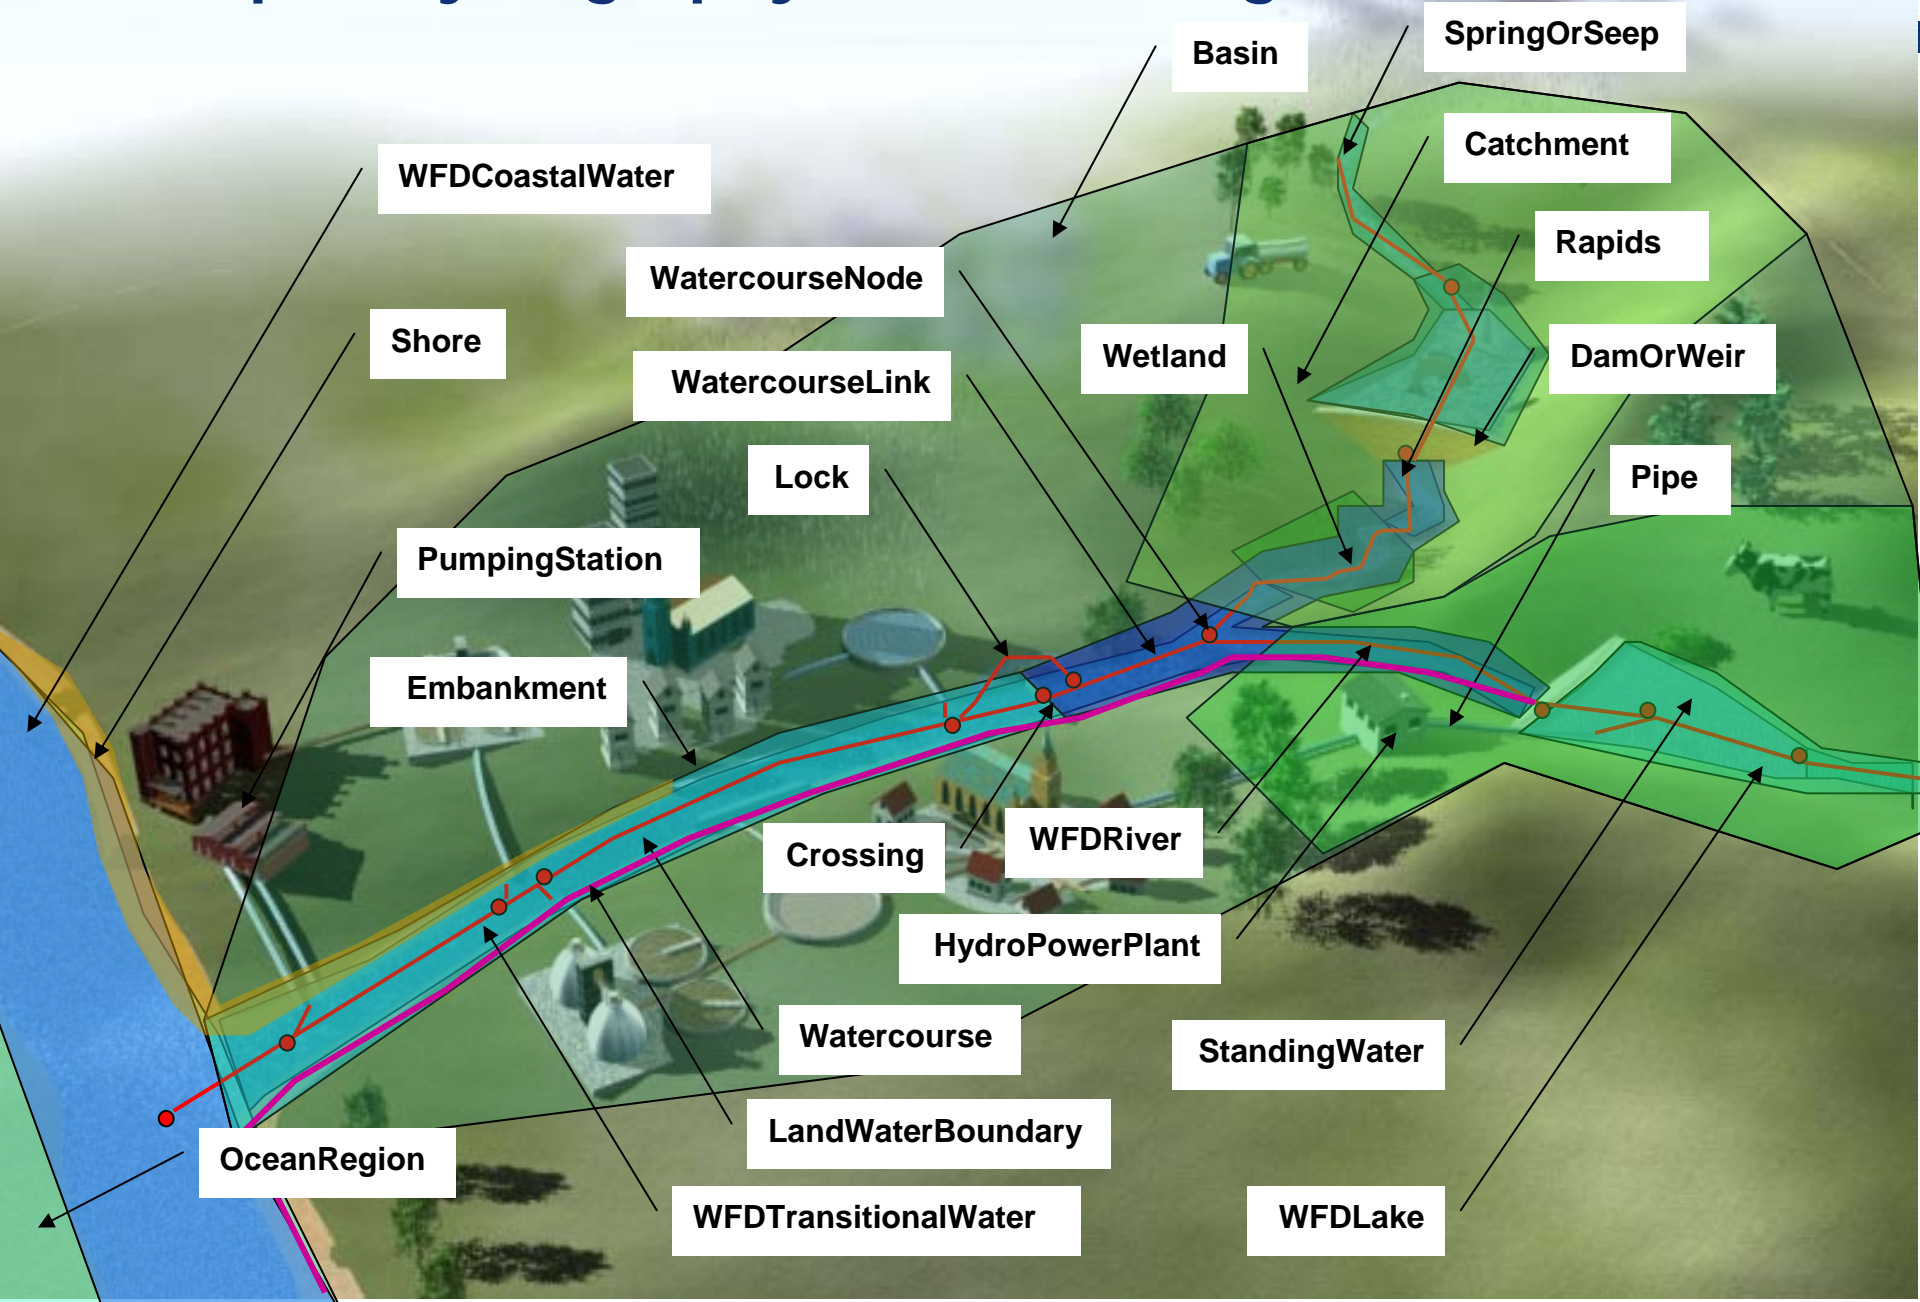 Basin
SpringOrSeep
Catchment
WFDCoastalWater
Rapids
WatercourseNode
Shore
Wetland
DamOrWeir
WatercourseLink
Lock
Pipe
PumpingStation
Embankment
WFDRiver
Crossing
HydroPowerPlant
Watercourse
StandingWater
LandWaterBoundary
OceanRegion
WFDTransitionalWater
WFDLake